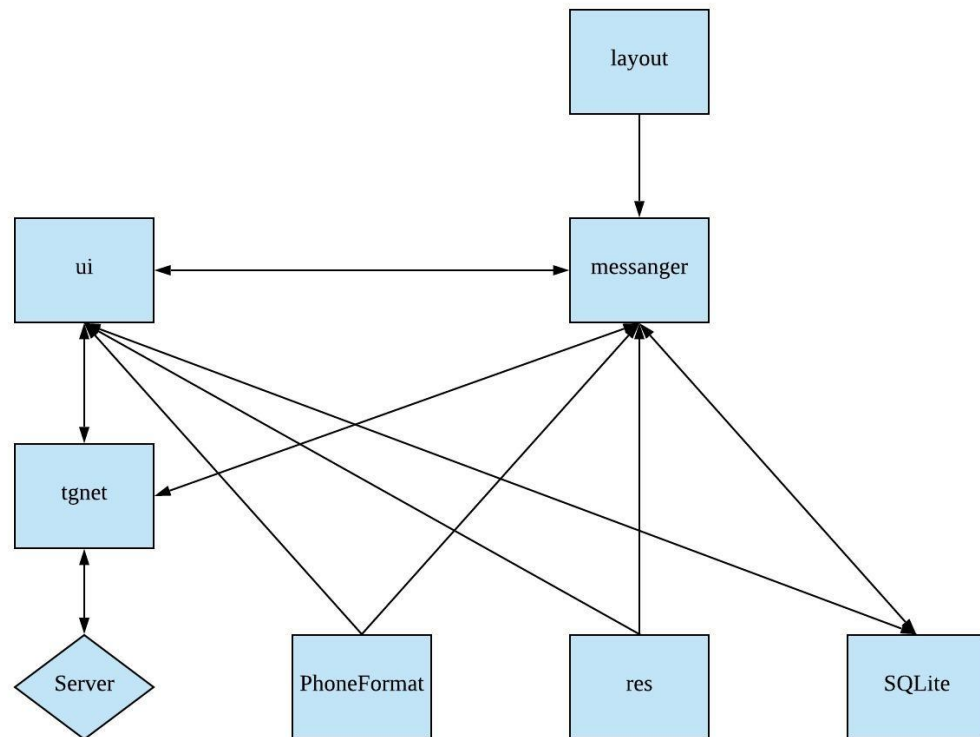 layout
ui
messanger
tgnet
Server
PhoneFormat
res
SQLite